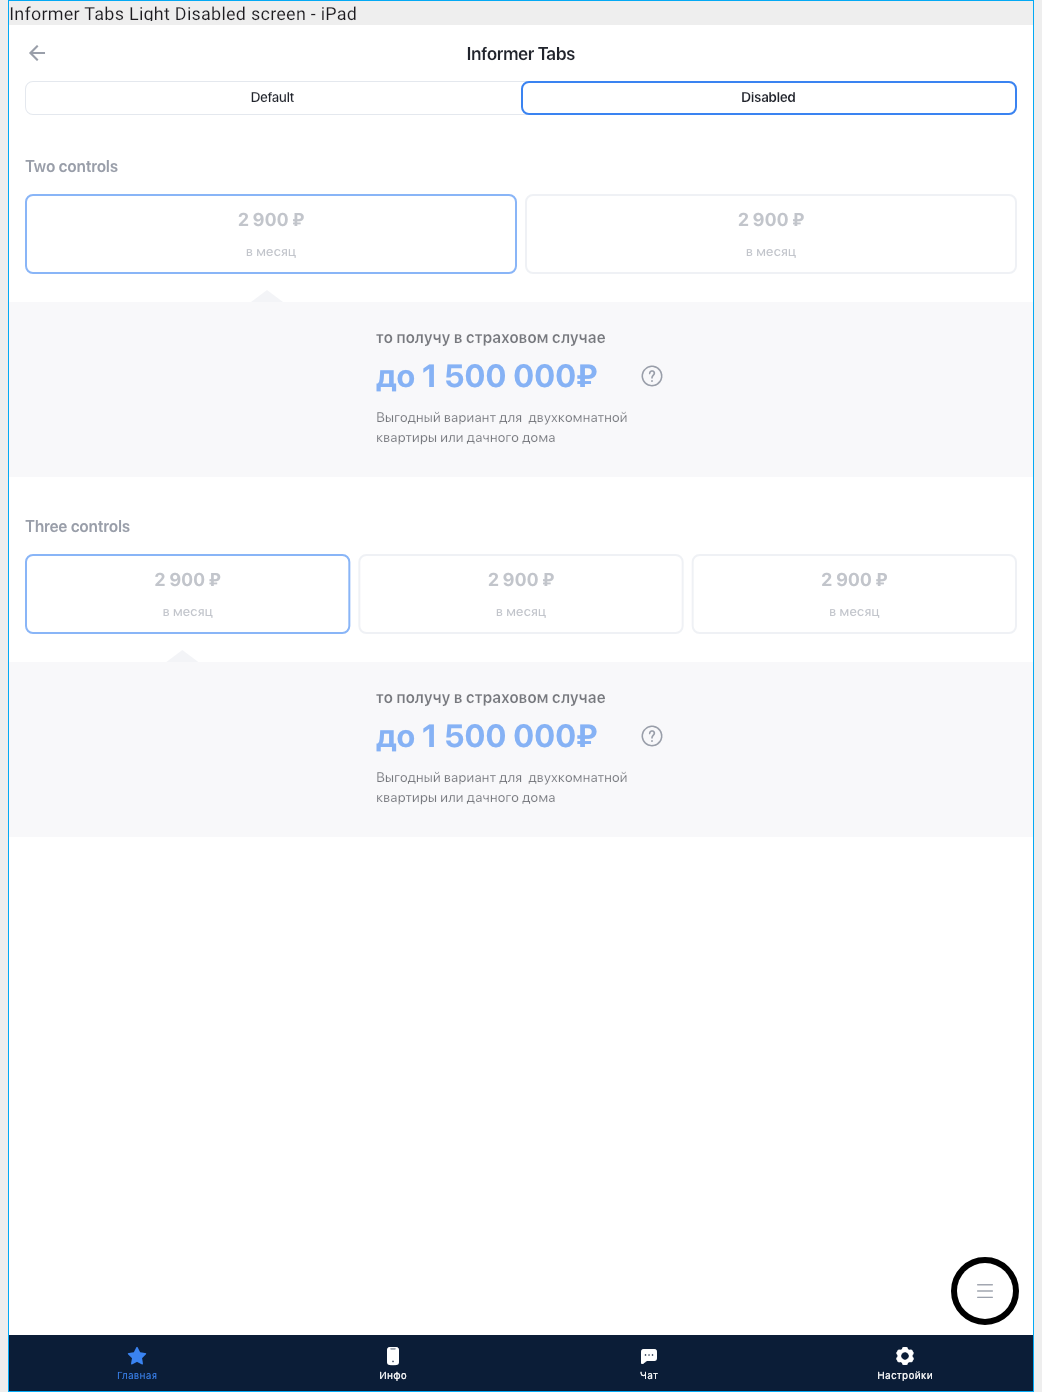 Informer Tabs Light Disabled screen - iPad
Informer Tabs
Default
Disabled
Two controls
2 900 ₽
в месяц
2 900 ₽
в месяц
то получу в страховом случае
до 1 500 000₽
Выгодный вариант для двухкомнатной
квартиры или дачного дома
Three controls
2 900 ₽
в месяц
2 900 ₽
в месяц
2 900 ₽
в месяц
то получу в страховом случае
до 1 500 000₽
Выгодный вариант для двухкомнатной
квартиры или дачного дома
Главная
Инфо
Чат
Настройки